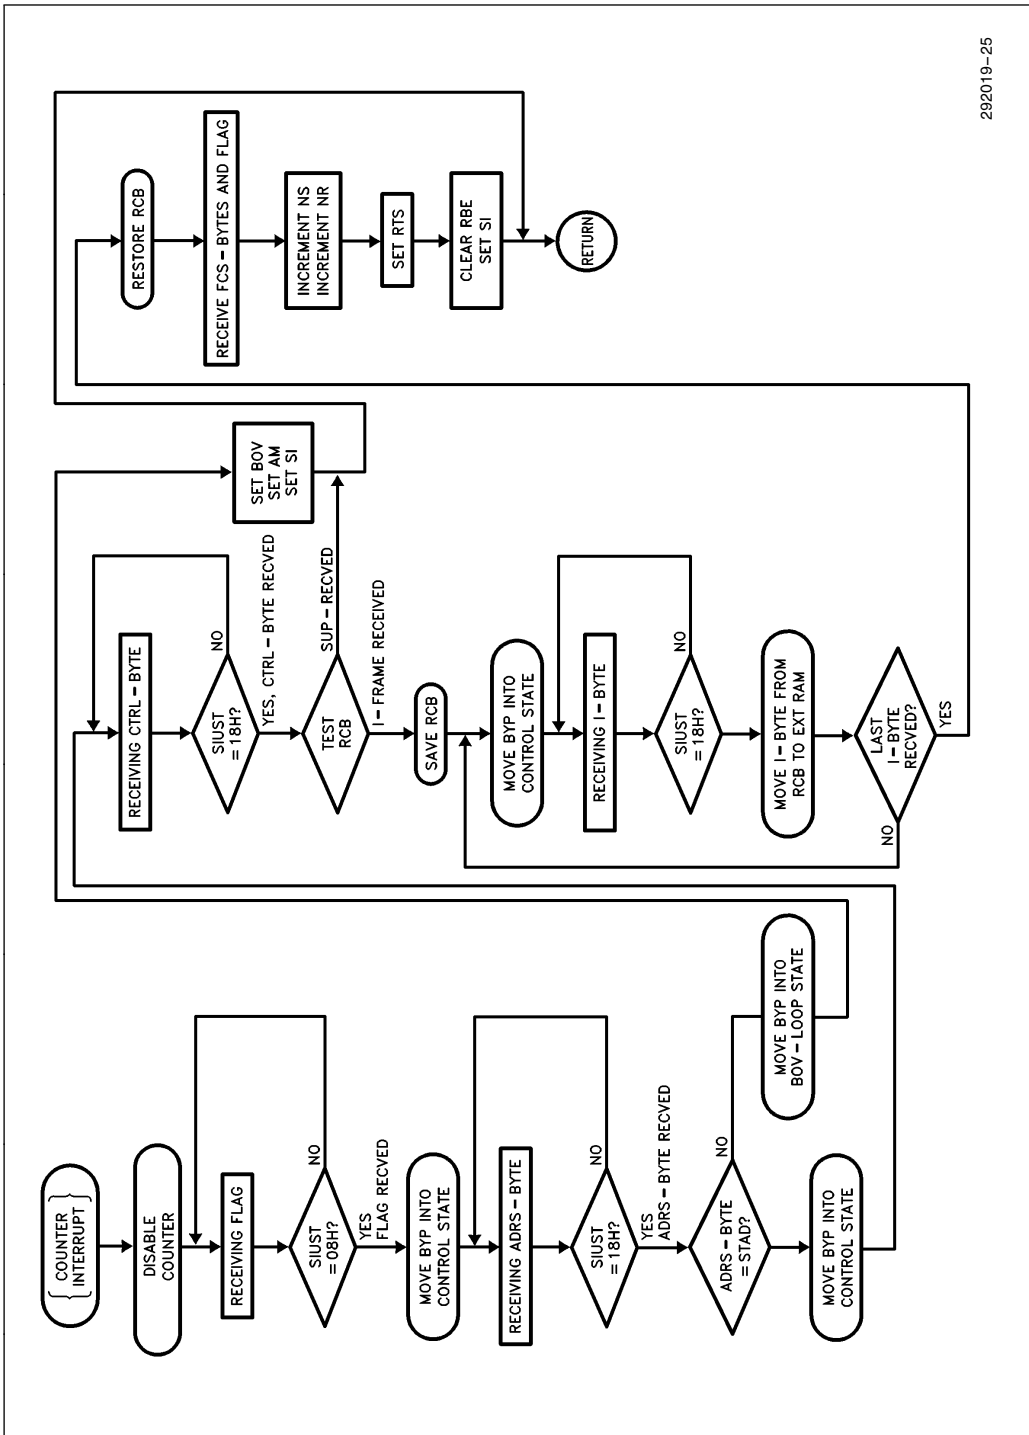 COUNTER
INTERRUPT
DISABLE
COUNTER
RECEIVING FLAG
SIUST
= 08H?
NO
YES
FLAG RECVED
MOVE BYP INTO
CONTROL STATE
RECEIVING ADRS - BYTE
SIUST
= 18H?
NO
YES
ADRS - BYTE RECVED
ADRS - BYTE
= STAD?
NO
MOVE BYP INTO
BOV - LOOP STATE
MOVE BYP INTO
CONTROL STATE
RECEIVING CTRL - BYTE
SIUST
= 18H?
NO
YES, CTRL - BYTE RECVED
TEST
RCB
SUP - RECVED
I - FRAME RECEIVED
SET BOV
SET AM
SET SI
SAVE RCB
MOVE BYP INTO
CONTROL STATE
RECEIVING I - BYTE
SIUST
= 18H?
NO
MOVE I - BYTE FROM
RCB TO EXT RAM
LAST
I - BYTE
RECVED?
NO
YES
RESTORE RCB
RECEIVE FCS - BYTES AND FLAG
INCREMENT NS
INCREMENT NR
SET RTS
CLEAR RBE
SET SI
RETURN
292019-25